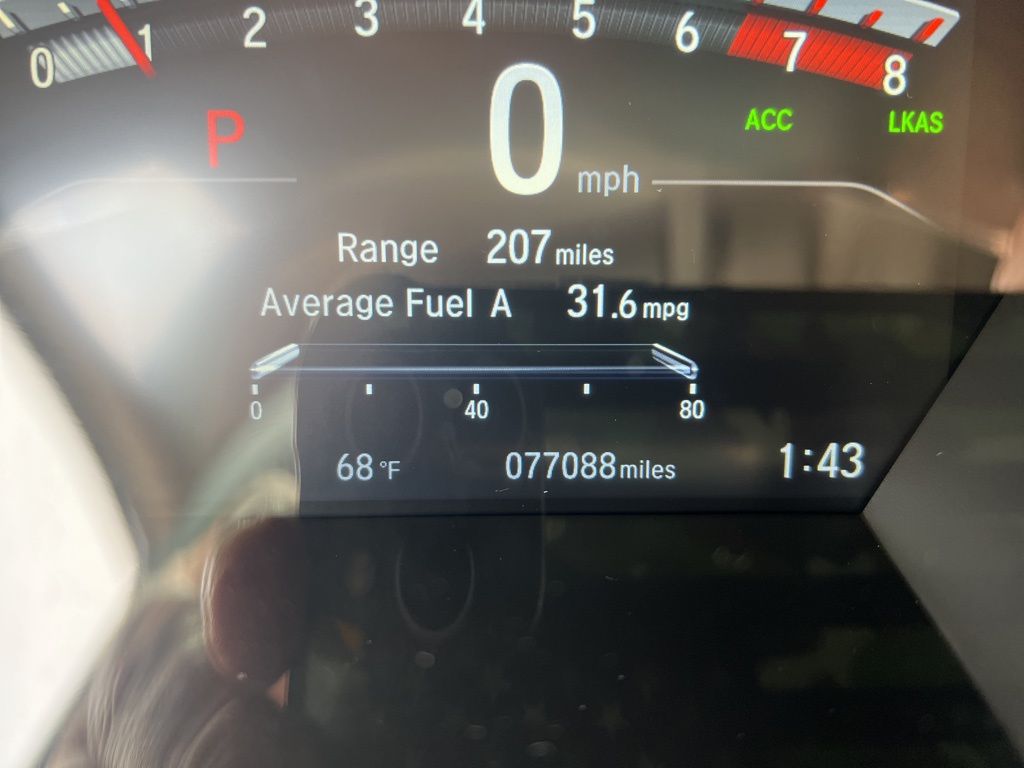 0 1 2 3 4 5 6 7 8
P 0 mph ACC LKAS
Range 207 miles
Average Fuel A 31.6 mpg
0 40 80
68 °F 077088 miles 1:43